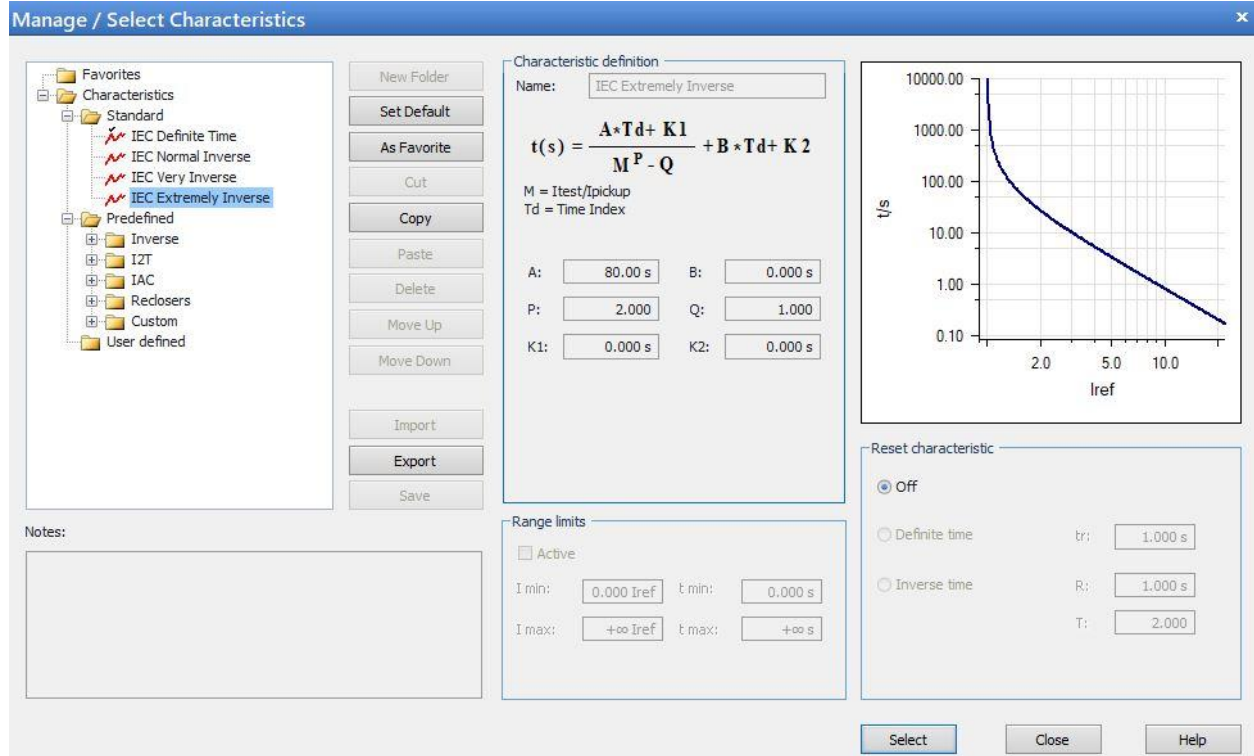 Manage / Select Characteristics
×
Favorites
Characteristics
Standard
IEC Definite Time
IEC Normal Inverse
IEC Very Inverse
IEC Extremely Inverse
Predefined
Inverse
I2T
IAC
Reclosers
Custom
User defined
New Folder
Set Default
As Favorite
Cut
Copy
Paste
Delete
Move Up
Move Down
Import
Export
Save
Notes:
Characteristic definition
Name: IEC Extremely Inverse
t(s) = (A*Td+ K1) / (M^P - Q) + B*Td+ K2
M = Itest/Ipickup
Td = Time Index
A: 80.00 s B: 0.000 s
P: 2.000 Q: 1.000
K1: 0.000 s K2: 0.000 s
Range limits
Active
I min: 0.000 Iref t min: 0.000 s
I max: +∞ Iref t max: +∞ s
10000.00
1000.00
100.00
10.00
1.00
0.10
t/s
2.0 5.0 10.0
Iref
Reset characteristic
Off
Definite time tr: 1.000 s
Inverse time R: 1.000 s
T: 2.000
Select Close Help